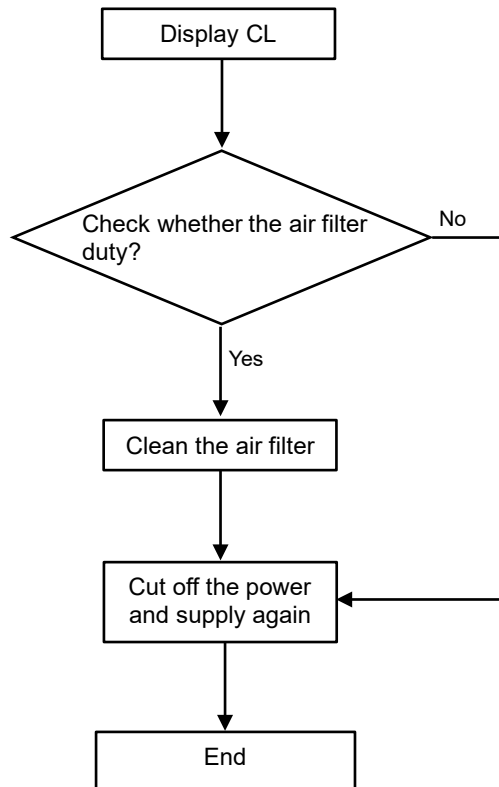 Display CL
Check whether the air filter
duty?
No
Yes
Clean the air filter
Cut off the power
and supply again
End